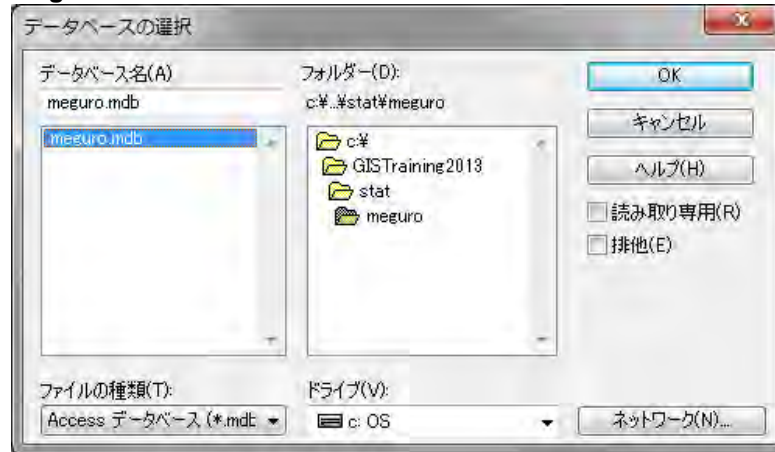 データベースの選択
データベース名(A)
meguro.mdb
meguro.mdb
ファイルの種類(T):
Access データベース (*.mdb
フォルダー(D):
c:¥..¥stat¥meguro
c:¥
GISTraining2013
stat
meguro
ドライブ(V):
c: OS
OK
キャンセル
ヘルプ(H)
読み取り専用(R)
排他(E)
ネットワーク(N)...